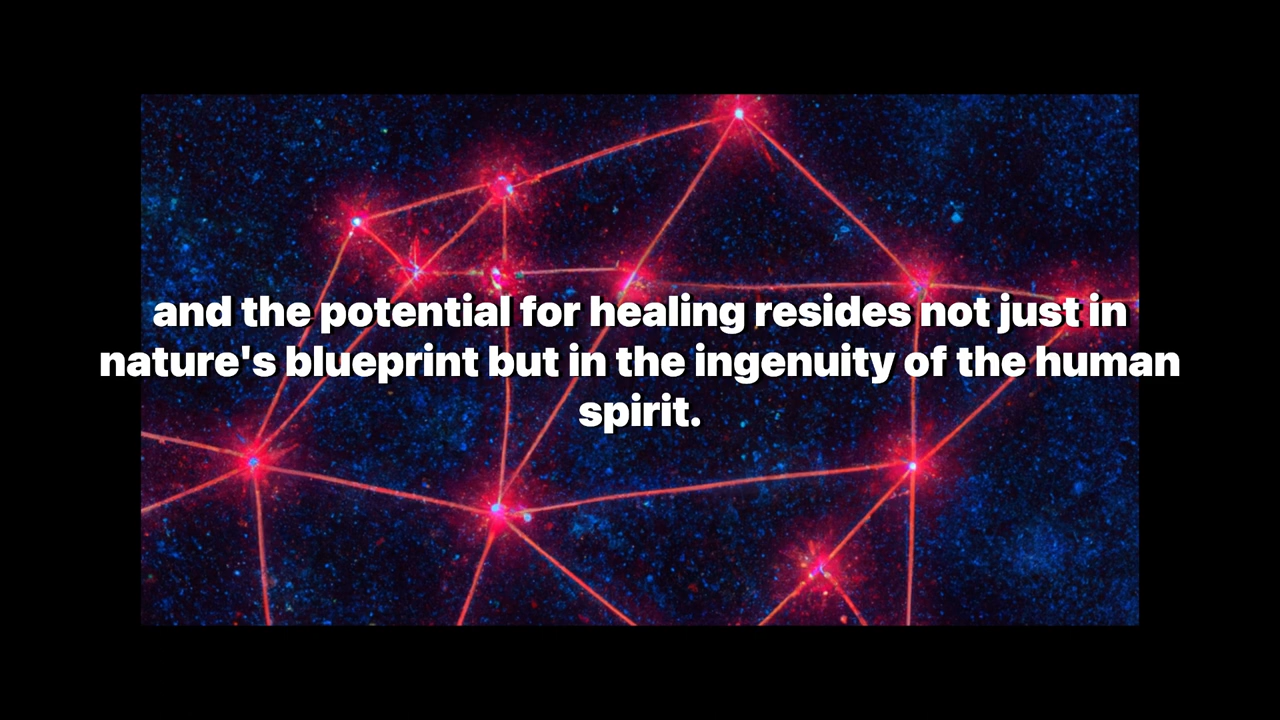 and the potential for healing resides not just in
nature's blueprint but in the ingenuity of the human
spirit.